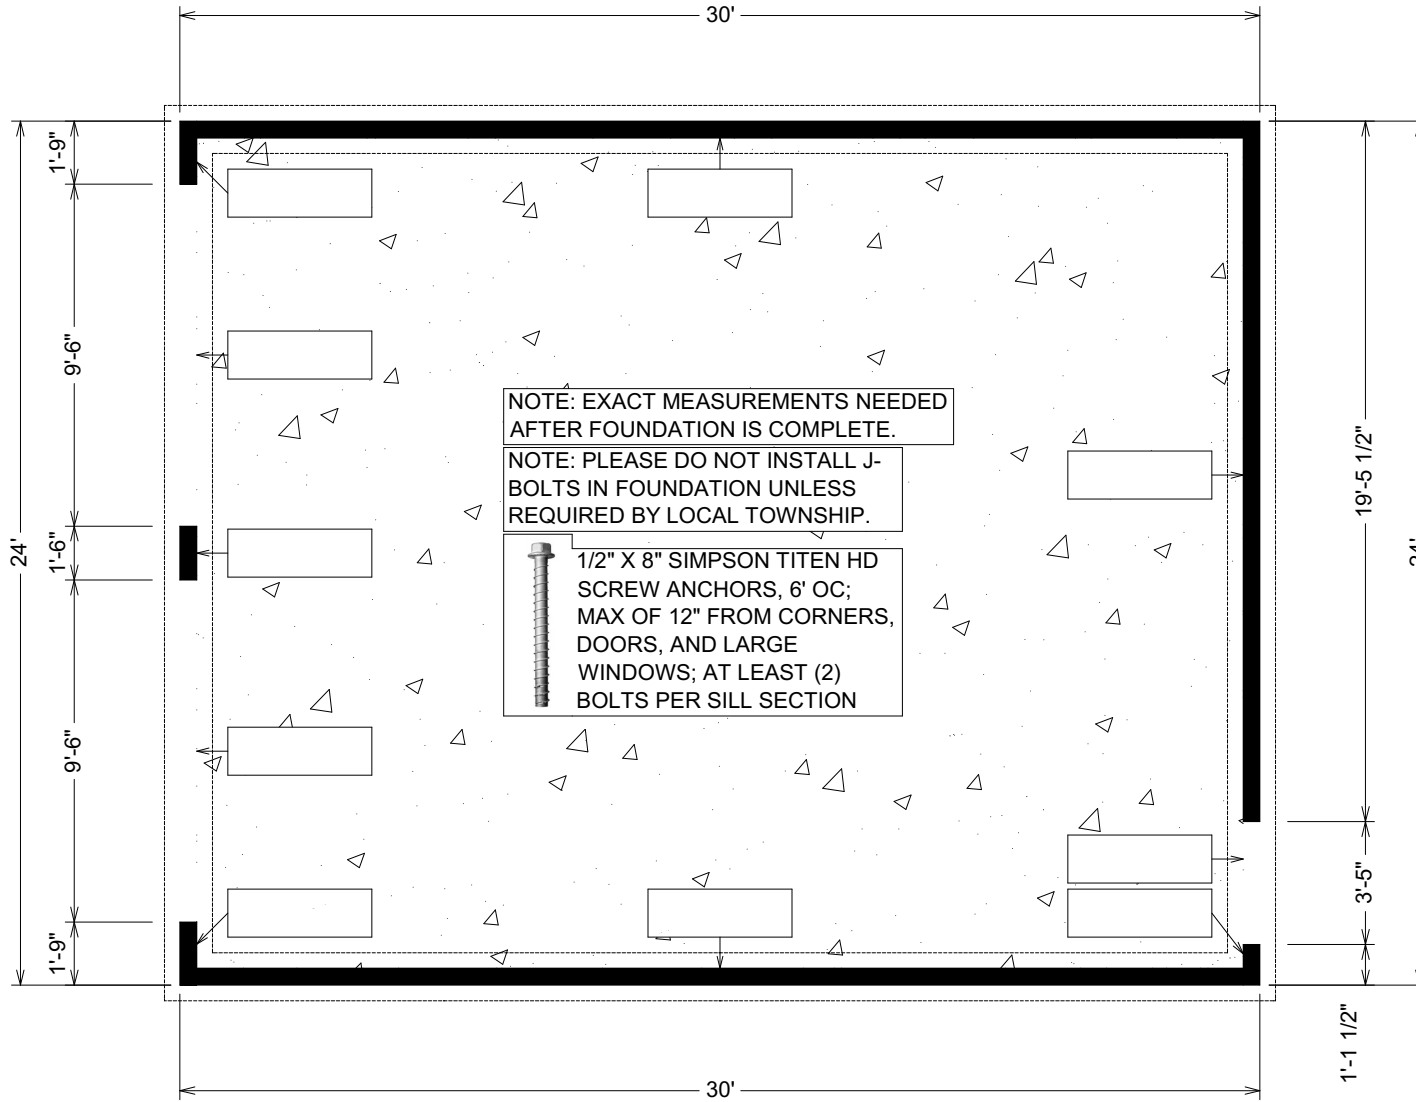 30'
1'-9"
9'-6"
1'-6"
9'-6"
1'-9"
24'
NOTE: EXACT MEASUREMENTS NEEDED
AFTER FOUNDATION IS COMPLETE.
NOTE: PLEASE DO NOT INSTALL J-
BOLTS IN FOUNDATION UNLESS
REQUIRED BY LOCAL TOWNSHIP.
1/2" X 8" SIMPSON TITEN HD
SCREW ANCHORS, 6' OC;
MAX OF 12" FROM CORNERS,
DOORS, AND LARGE
WINDOWS; AT LEAST (2)
BOLTS PER SILL SECTION
19'-5 1/2"
3'-5"
1'-1 1/2"
24'
30'